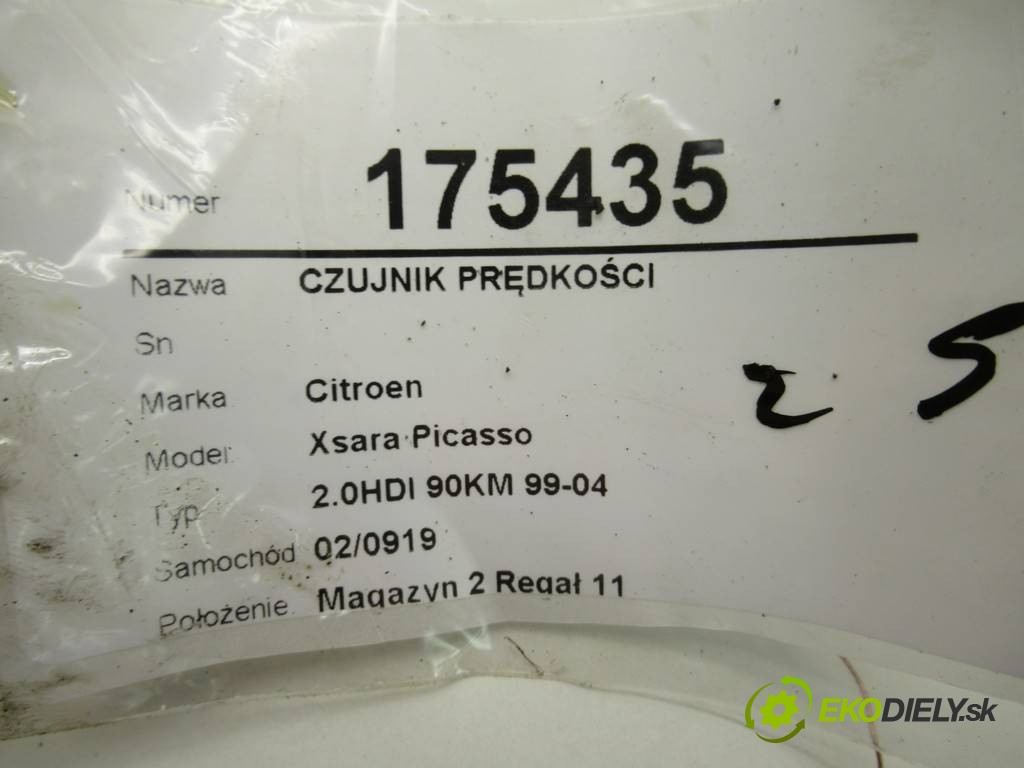 Numer 175435
Nazwa CZUJNIK PRĘDKOŚCI
Sn
Marka Citroen
Model Xsara Picasso
Typ 2.0HDI 90KM 99-04
Samochód 02/0919
Położenie Magazyn 2 Regał 11
25
EKODIELY.sk